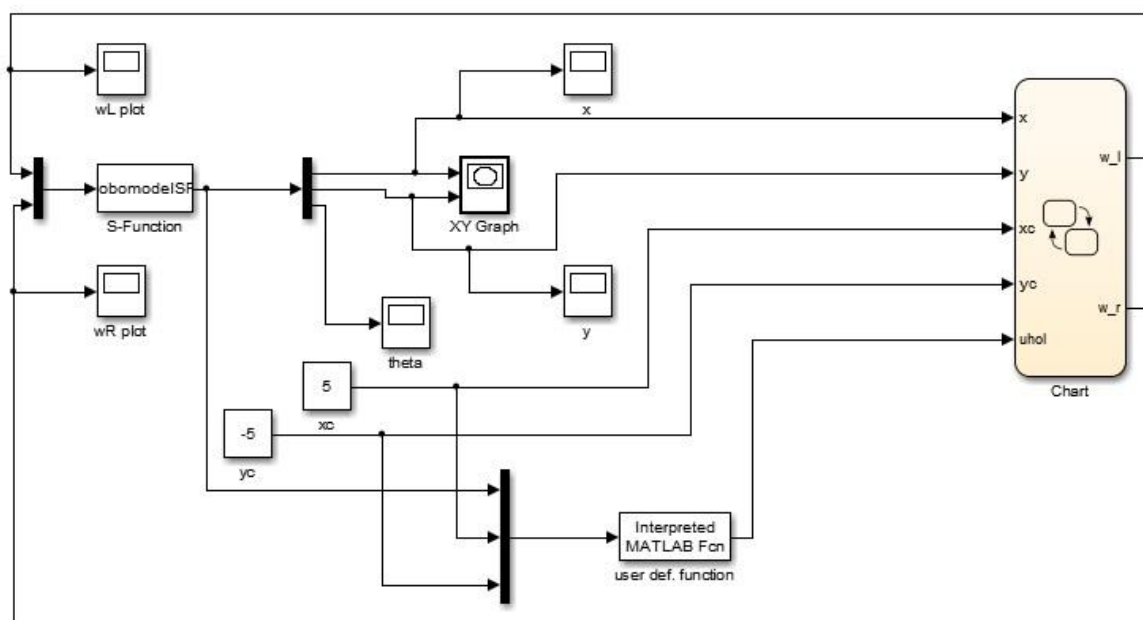 wL plot
x
x
w_l
obomodelSF
S-Function
y
XY Graph
xc
yc
w_r
wR plot
theta
y
uhol
5
xc
Chart
-5
yc
Interpreted
MATLAB Fcn
user def. function